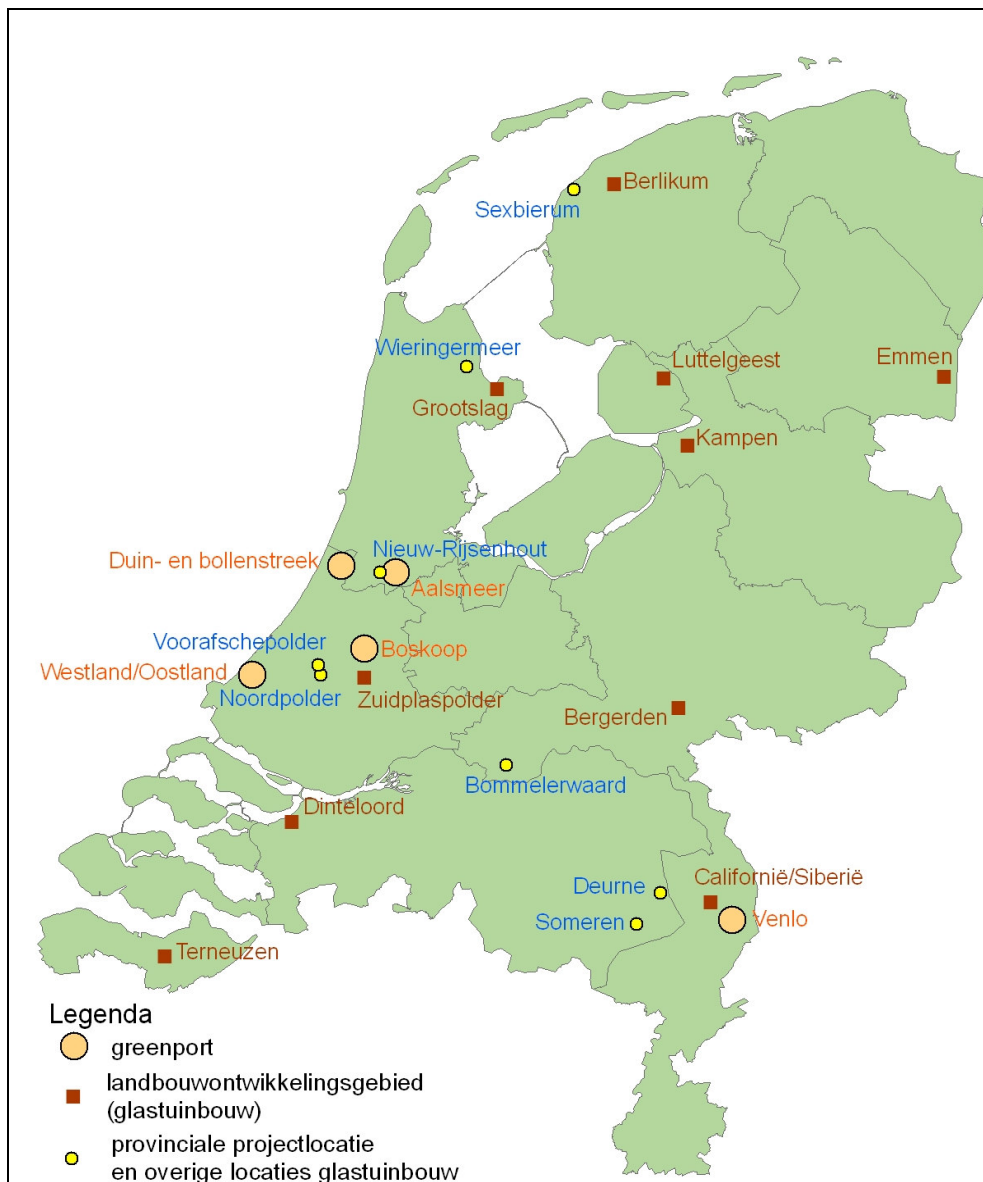 Berlikum
Sexbierum
Wieringermeer
Luttelgeest
Emmen
Grootslag
Kampen
Nieuw-Rijsenhout
Duin- en bollenstreek
Aalsmeer
Voorafschepolder
Boskoop
Westland/Oostland
Noordpolder
Zuidplaspolder
Bergerden
Bommelerwaard
Dinteloord
Californië/Siberië
Deurne
Someren
Venlo
Terneuzen
Legenda
greenport
landbouwontwikkelingsgebied
(glastuinbouw)
provinciale projectlocatie
en overige locaties glastuinbouw